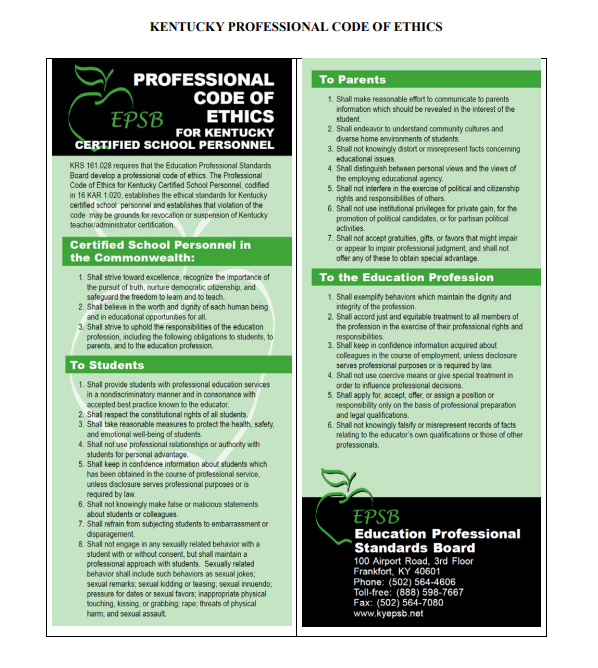 KENTUCKY PROFESSIONAL CODE OF ETHICS
PROFESSIONAL
CODE OF
ETHICS
FOR KENTUCKY
CERTIFIED SCHOOL PERSONNEL
EPSB
KRS 161.028 requires that the Education Professional Standards
Board develop a professional code of ethics. The Professional
Code of Ethics for Kentucky Certified School Personnel, codified
in 16 KAR 1:020, establishes the ethical standards for Kentucky
certified school personnel and establishes that violation of the
code may be grounds for revocation or suspension of Kentucky
teacher/administrator certification.
Certified School Personnel in
the Commonwealth:
1. Shall strive toward excellence, recognize the importance of
the pursuit of truth, nurture democratic citizenship, and
safeguard the freedom to learn and to teach.
2. Shall believe in the worth and dignity of each human being
and in educational opportunities for all.
3. Shall strive to uphold the responsibilities of the education
profession, including the following obligations to students, to
parents, and to the education profession.
To Students
1. Shall provide students with professional education services
in a nondiscriminatory manner and in consonance with
accepted best practice known to the educator.
2. Shall respect the constitutional rights of all students.
3. Shall take reasonable measures to protect the health, safety,
and emotional well-being of students.
4. Shall not use professional relationships or authority with
students for personal advantage.
5. Shall keep in confidence information about students which
has been obtained in the course of professional service,
unless disclosure serves professional purposes or is
required by law.
6. Shall not knowingly make false or malicious statements
about students or colleagues.
7. Shall refrain from subjecting students to embarrassment or
disparagement.
8. Shall not engage in any sexually related behavior with a
student with or without consent, but shall maintain a
professional approach with students. Sexually related
behavior shall include such behaviors as sexual jokes;
sexual remarks; sexual kidding or teasing; sexual innuendo;
pressure for dates or sexual favors; inappropriate physical
touching, kissing, or grabbing; rape; threats of physical
harm; and sexual assault.
To Parents
1. Shall make reasonable effort to communicate to parents
information which should be revealed in the interest of the
student.
2. Shall endeavor to understand community cultures and
diverse home environments of students.
3. Shall not knowingly distort or misrepresent facts concerning
educational issues.
4. Shall distinguish between personal views and the views of
the employing educational agency.
5. Shall not interfere in the exercise of political and citizenship
rights and responsibilities of others.
6. Shall not use institutional privileges for private gain, for the
promotion of political candidates, or for partisan political
activities.
7. Shall not accept gratuities, gifts, or favors that might impair
or appear to impair professional judgment, and shall not
offer any of these to obtain special advantage.
To the Education Profession
1. Shall exemplify behaviors which maintain the dignity and
integrity of the profession.
2. Shall accord just and equitable treatment to all members of
the profession in the exercise of their professional rights and
responsibilities.
3. Shall keep in confidence information acquired about
colleagues in the course of employment, unless disclosure
serves professional purposes or is required by law.
4. Shall not use coercive means or give special treatment in
order to influence professional decisions.
5. Shall apply for, accept, offer, or assign a position or
responsibility only on the basis of professional preparation
and legal qualifications.
6. Shall not knowingly falsify or misrepresent records of facts
relating to the educator's own qualifications or those of other
professionals.
EPSB
Education Professional
Standards Board
100 Airport Road, 3rd Floor
Frankfort, KY 40601
Phone: (502) 564-4606
Toll-free: (888) 598-7667
Fax: (502) 564-7080
www.kyepsb.net